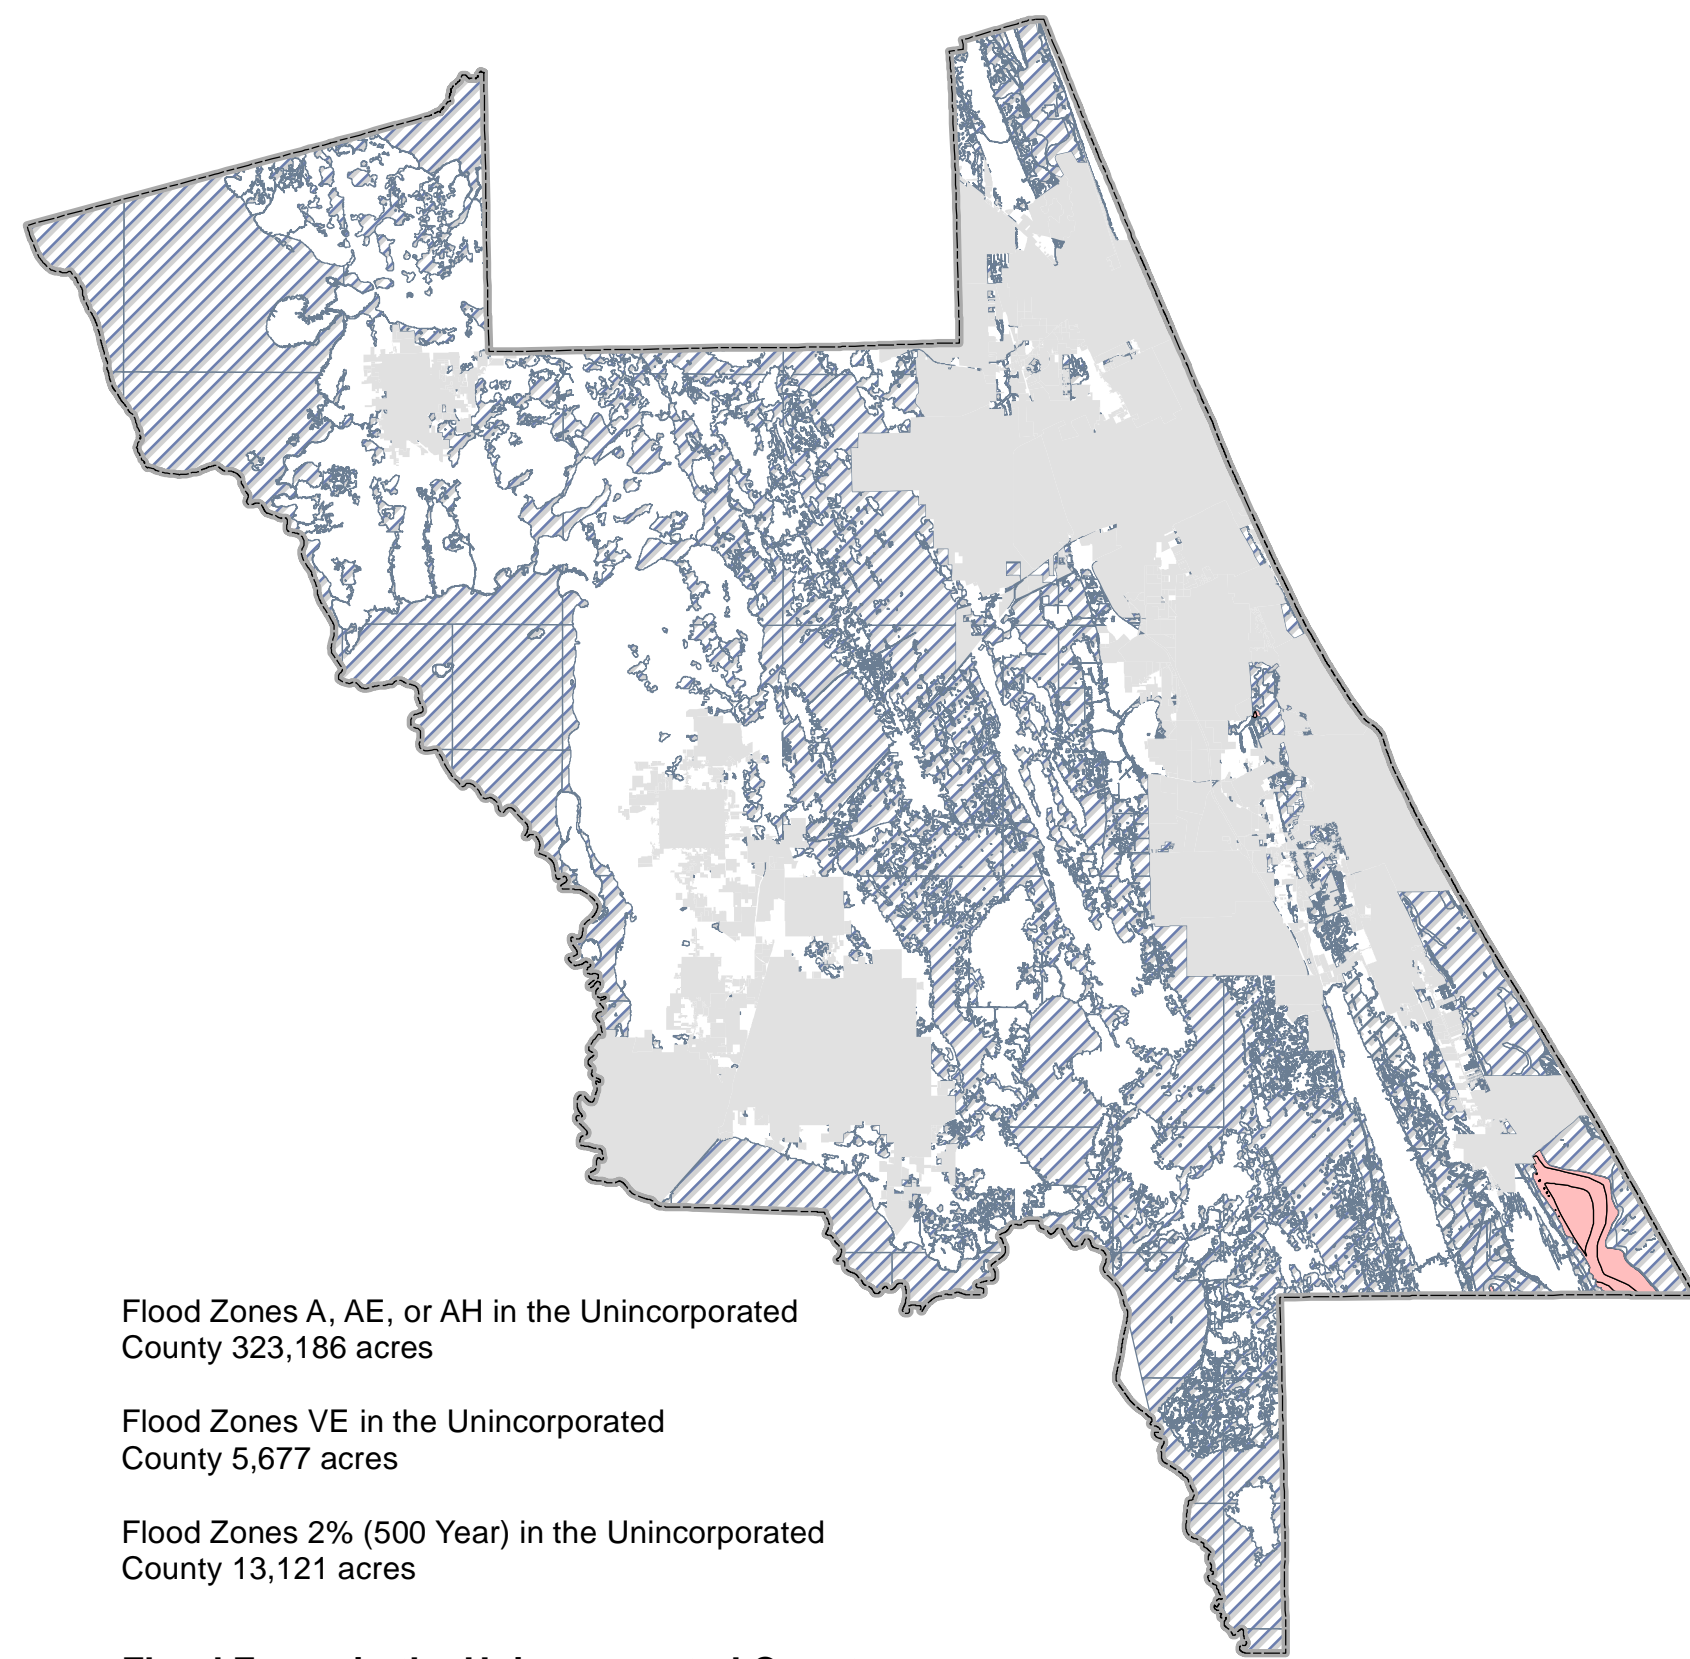 Flood Zones A, AE, or AH in the Unincorporated
County 323,186 acres
Flood Zones VE in the Unincorporated
County 5,677 acres
Flood Zones 2% (500 Year) in the Unincorporated
County 13,121 acres